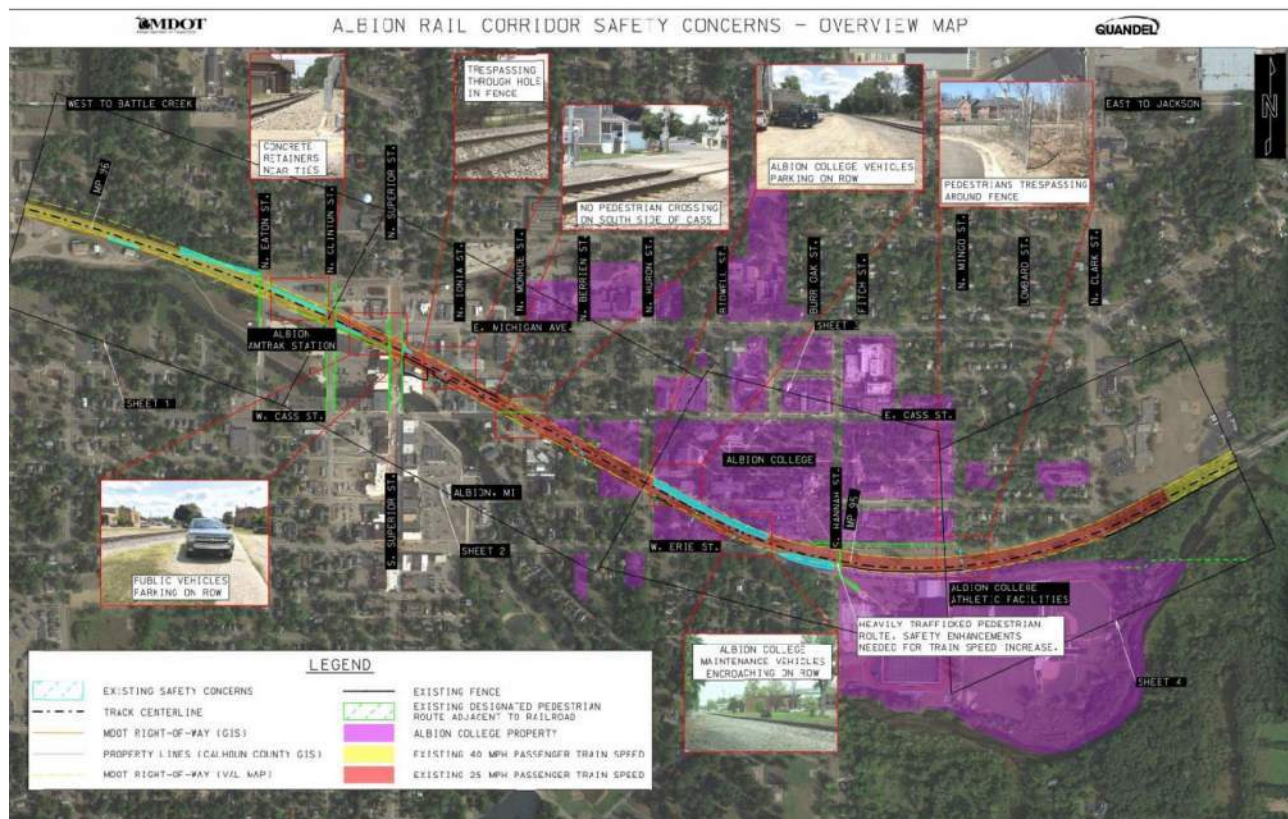 MDOT
ALBION RAIL CORRIDOR SAFETY CONCERNS - OVERVIEW MAP
QUANDEL
WEST TO BATTLE CREEK
EAST TO JACKSON
N
CONCRETE
RETAINERS
NEAR TIES
TRESPASSING
THROUGH HOLE
IN FENCE
NO PEDESTRIAN CROSSING
ON SOUTH SIDE OF CASS
ALBION COLLEGE VEHICLES
PARKING ON ROW
PEDESTRIANS TRESPASSING
AROUND FENCE
MP 96
N. EATON ST.
N. CLINTON ST.
N. SUPERIOR ST.
N. IONIA ST.
N. MONROE ST.
N. BERRIEN ST.
N. HURON ST.
BIDWELL ST.
BURR OAK ST.
FITCH ST.
N. MINGO ST.
LOMBARD ST.
N. CLARK ST.
E. MICHIGAN AVE.
ALBION
AMTRAK STATION
SHEET 1
SHEET 3
W. CASS ST.
E. CASS ST.
ALBION COLLEGE
ALBION, MI
S. SUPERIOR ST.
SHEET 2
S. HANNAH ST.
MP 95
W. ERIE ST.
PUBLIC VEHICLES
PARKING ON ROW
ALBION COLLEGE
ATHLETIC FACILITIES
HEAVILY TRAFFICKED PEDESTRIAN
ROUTE. SAFETY ENHANCEMENTS
NEEDED FOR TRAIN SPEED INCREASE.
ALBION COLLEGE
MAINTENANCE VEHICLES
ENCROACHING ON ROW
SHEET 4
LEGEND
EXISTING SAFETY CONCERNS
TRACK CENTERLINE
MDOT RIGHT-OF-WAY (GIS)
PROPERTY LINES (CALHOUN COUNTY GIS)
MDOT RIGHT-OF-WAY (VAL MAP)
EXISTING FENCE
EXISTING DESIGNATED PEDESTRIAN
ROUTE ADJACENT TO RAILROAD
ALBION COLLEGE PROPERTY
EXISTING 40 MPH PASSENGER TRAIN SPEED
EXISTING 25 MPH PASSENGER TRAIN SPEED